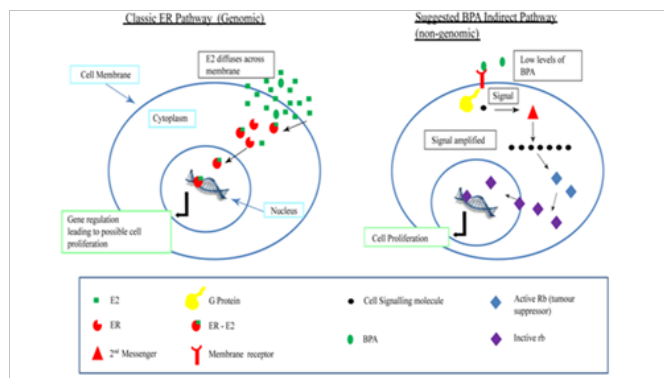 Classic ER Pathway (Genomic)
E2 diffuses across
membrane
Cell Membrane
Cytoplasm
Nucleus
Gene regulation
leading to possible cell
proliferation
Suggested BPA Indirect Pathway
(non-genomic)
Low levels of
BPA
Signal
Signal amplified
Cell Proliferation
E2
G Protein
Cell Signalling molecule
Active Rb (tumour
suppressor)
ER
ER - E2
BPA
Inctive rb
2nd Messenger
Membrane receptor